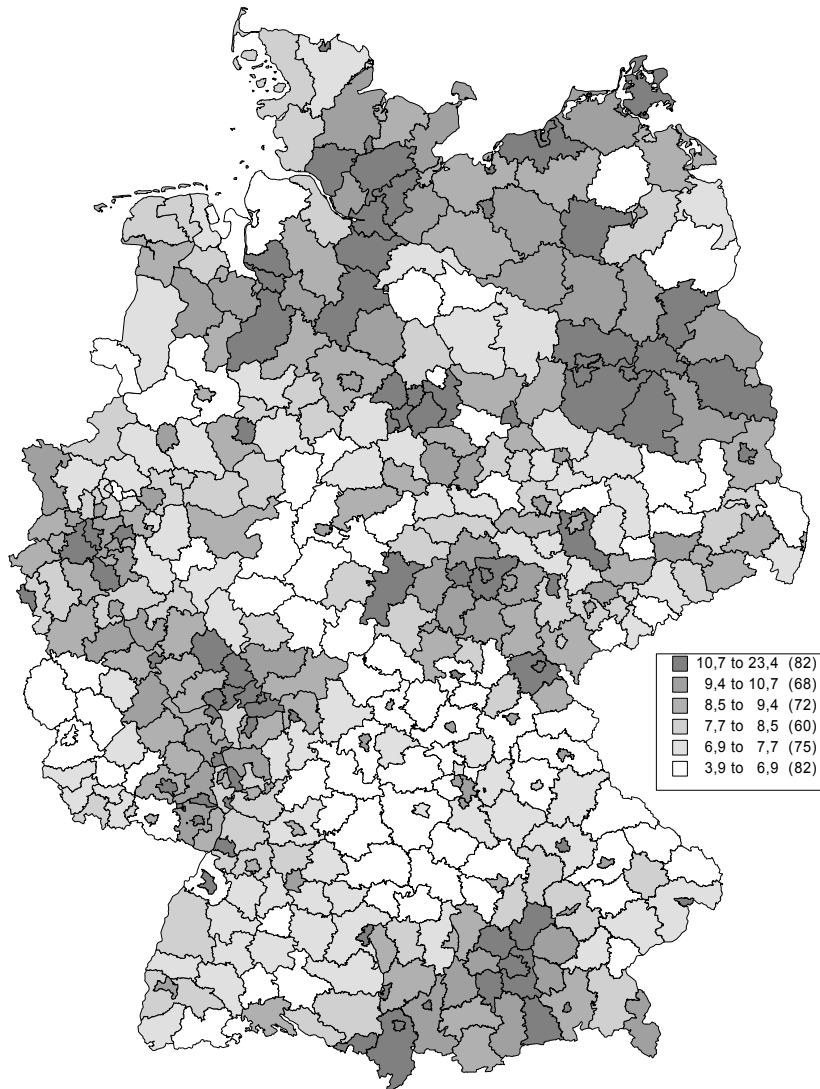 10,7 to 23,4 (82)
9,4 to 10,7 (68)
8,5 to 9,4 (72)
7,7 to 8,5 (60)
6,9 to 7,7 (75)
3,9 to 6,9 (82)